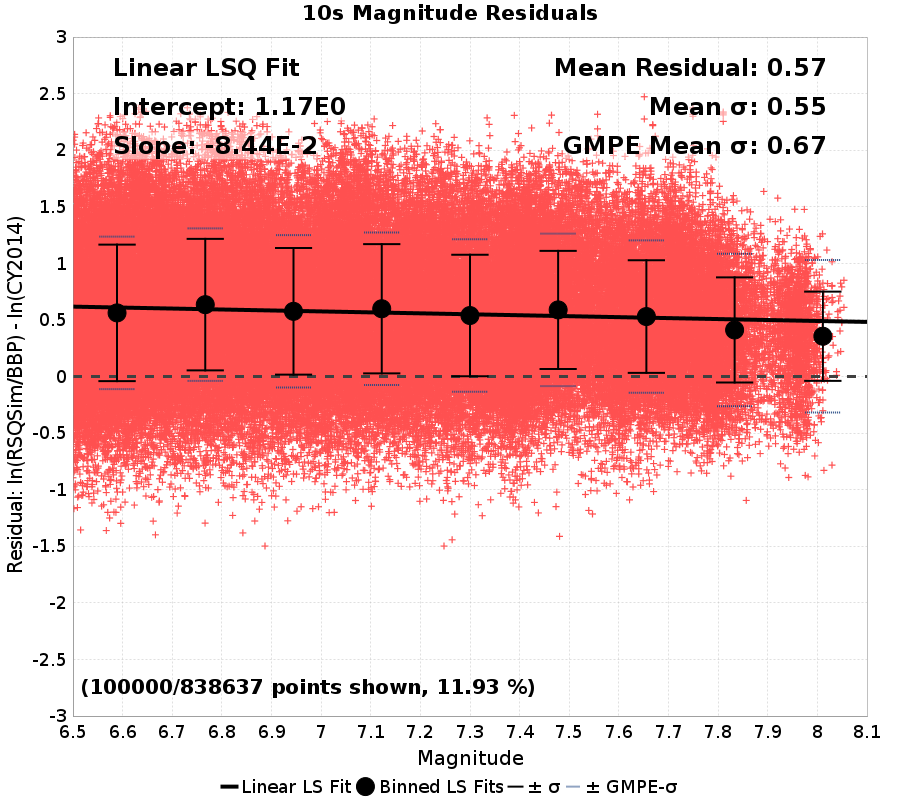 10s Magnitude Residuals
Linear LSQ Fit
Intercept: 1.17E0
Slope: -8.44E-2
Mean Residual: 0.57
Mean σ: 0.55
GMPE Mean σ: 0.67
Residual: ln(RSQSim/BBP) - ln(CY2014)
3
2.5
2
1.5
1
0.5
0
-0.5
-1
-1.5
-2
-2.5
-3
(100000/838637 points shown, 11.93 %)
6.5 6.6 6.7 6.8 6.9 7 7.1 7.2 7.3 7.4 7.5 7.6 7.7 7.8 7.9 8 8.1
Magnitude
Linear LS Fit Binned LS Fits ± σ ± GMPE-σ